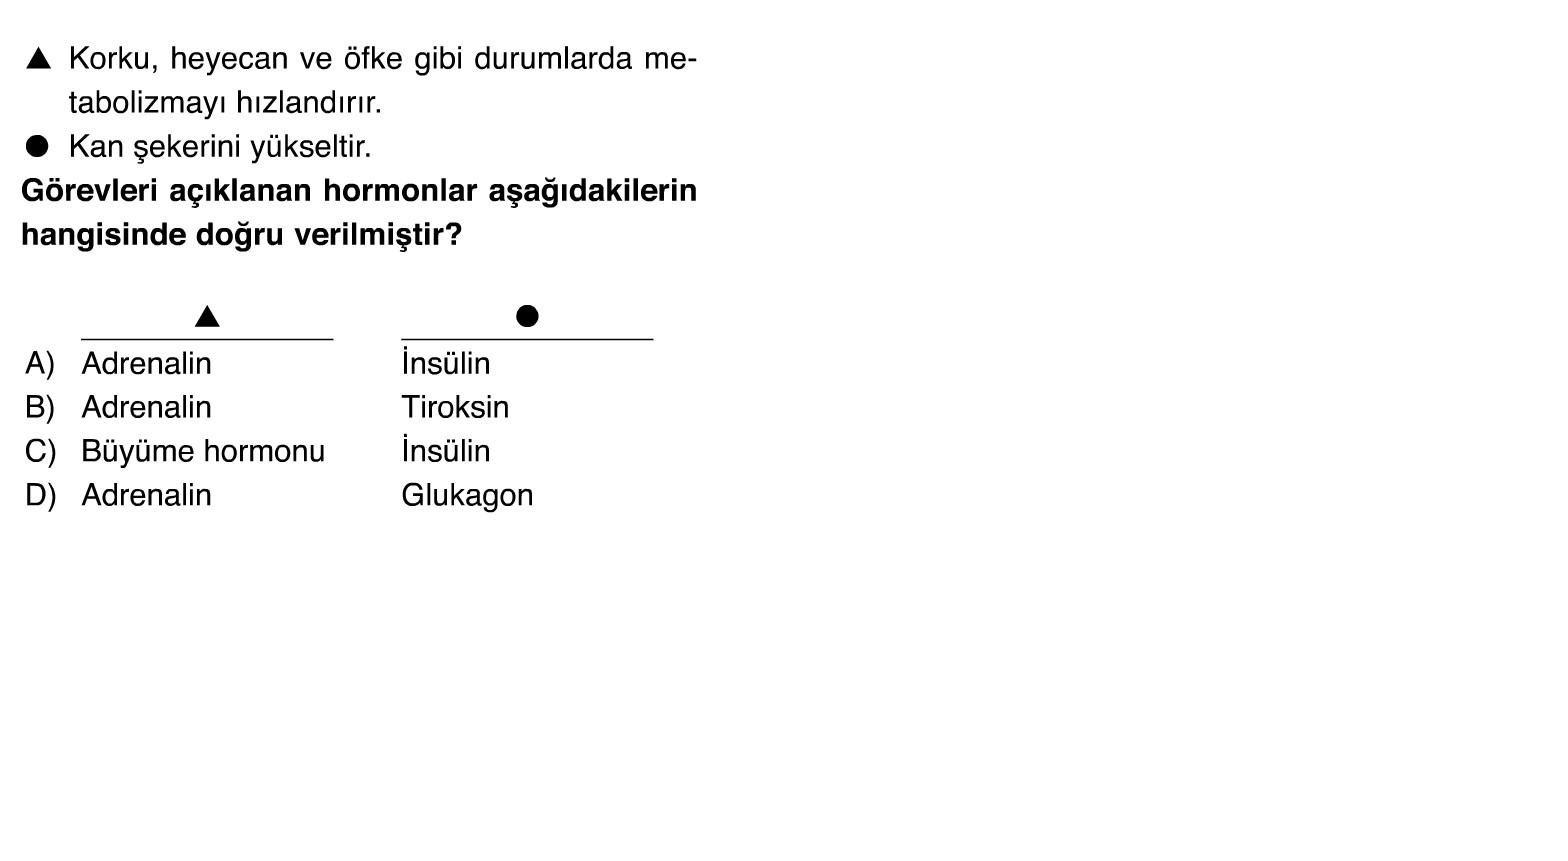 ▲ Korku, heyecan ve öfke gibi durumlarda me-
tabolizmayı hızlandırır.
● Kan şekerini yükseltir.
Görevleri açıklanan hormonlar aşağıdakilerin
hangisinde doğru verilmiştir?
▲ ●
A) Adrenalin İnsülin
B) Adrenalin Tiroksin
C) Büyüme hormonu İnsülin
D) Adrenalin Glukagon